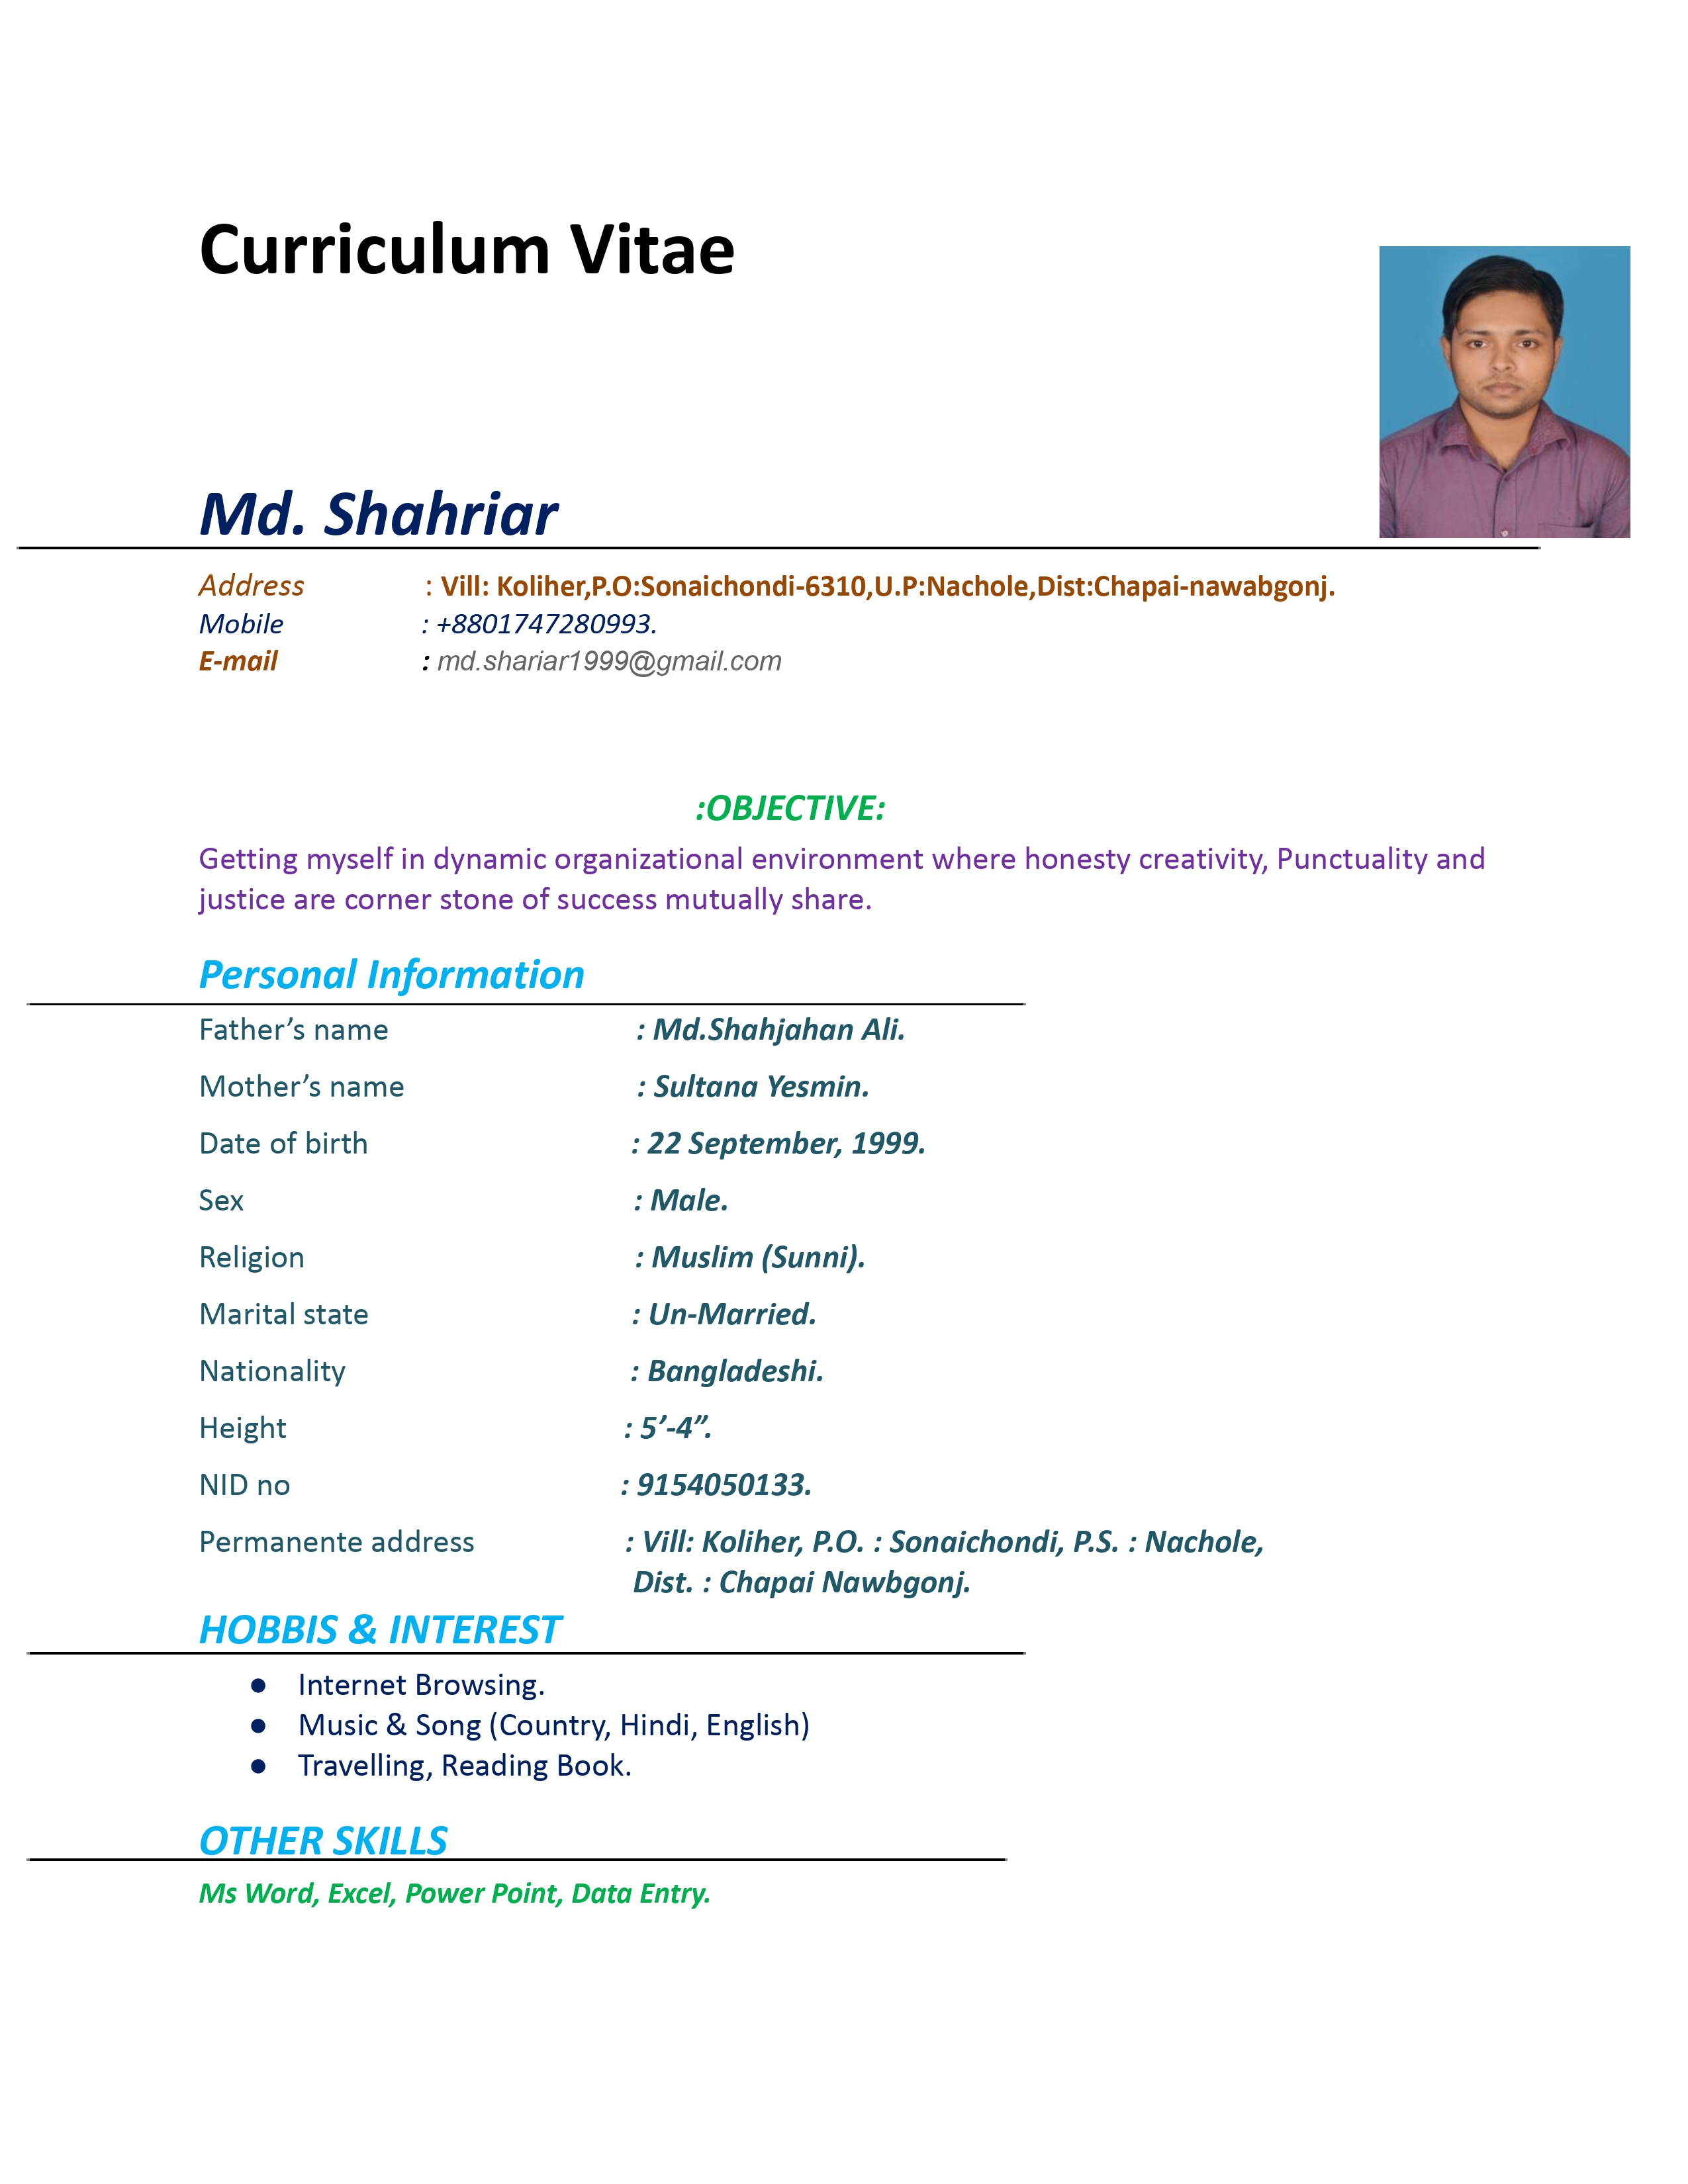 Curriculum Vitae
Md. Shahriar
Address : Vill: Koliher,P.O:Sonaichondi-6310,U.P:Nachole,Dist:Chapai-nawabgonj.
Mobile : +8801747280993.
E-mail : md.shariar1999@gmail.com
:OBJECTIVE:
Getting myself in dynamic organizational environment where honesty creativity, Punctuality and
justice are corner stone of success mutually share.
Personal Information
Father’s name : Md.Shahjahan Ali.
Mother’s name : Sultana Yesmin.
Date of birth : 22 September, 1999.
Sex : Male.
Religion : Muslim (Sunni).
Marital state : Un-Married.
Nationality : Bangladeshi.
Height : 5’-4”.
NID no : 9154050133.
Permanente address : Vill: Koliher, P.O. : Sonaichondi, P.S. : Nachole,
Dist. : Chapai Nawbgonj.
HOBBIS & INTEREST
● Internet Browsing.
● Music & Song (Country, Hindi, English)
● Travelling, Reading Book.
OTHER SKILLS
Ms Word, Excel, Power Point, Data Entry.